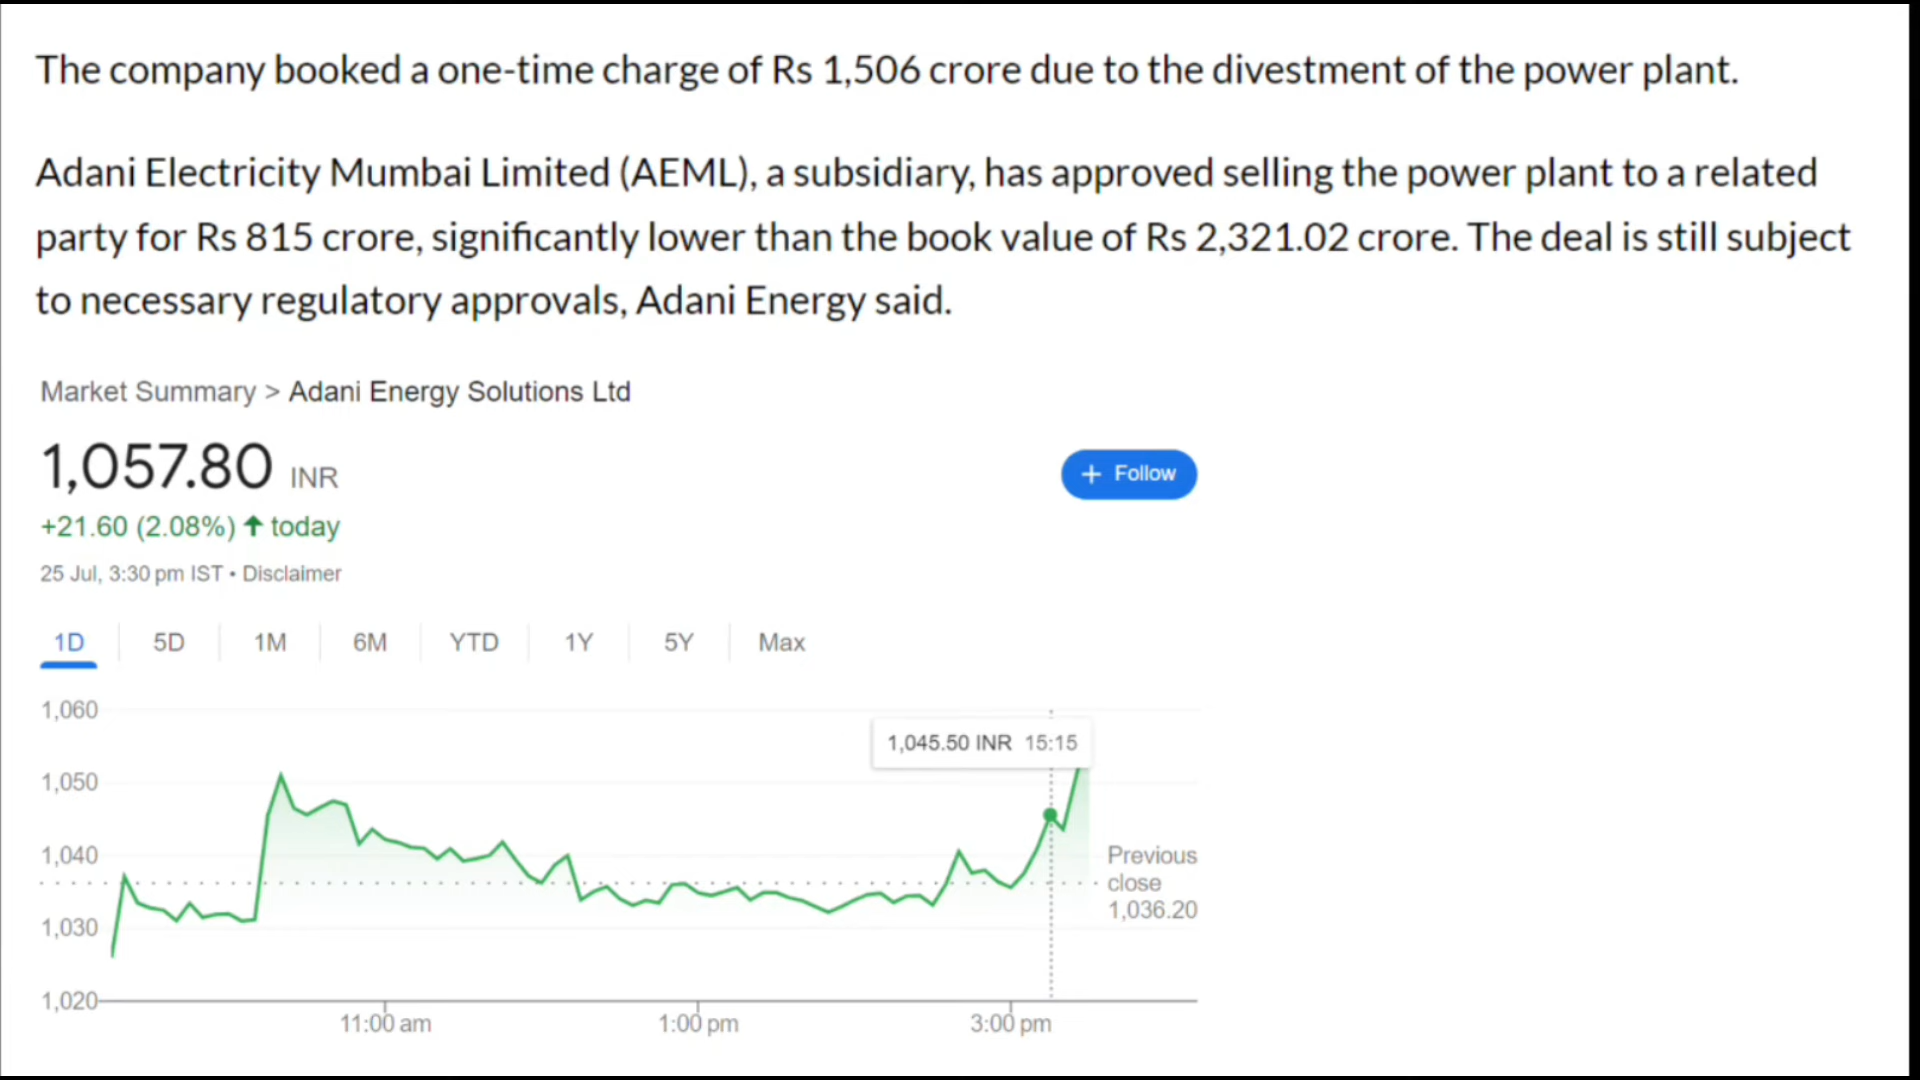 The company booked a one-time charge of Rs 1,506 crore due to the divestment of the power plant.
Adani Electricity Mumbai Limited (AEML), a subsidiary, has approved selling the power plant to a related
party for Rs 815 crore, significantly lower than the book value of Rs 2,321.02 crore. The deal is still subject
to necessary regulatory approvals, Adani Energy said.
Market Summary > Adani Energy Solutions Ltd
1,057.80 INR
+ Follow
+21.60 (2.08%) ↑ today
25 Jul, 3:30 pm IST • Disclaimer
1D 5D 1M 6M YTD 1Y 5Y Max
1,060
1,045.50 INR 15:15
1,050
1,040
Previous
close
1,036.20
1,030
1,020
11:00 am 1:00 pm 3:00 pm